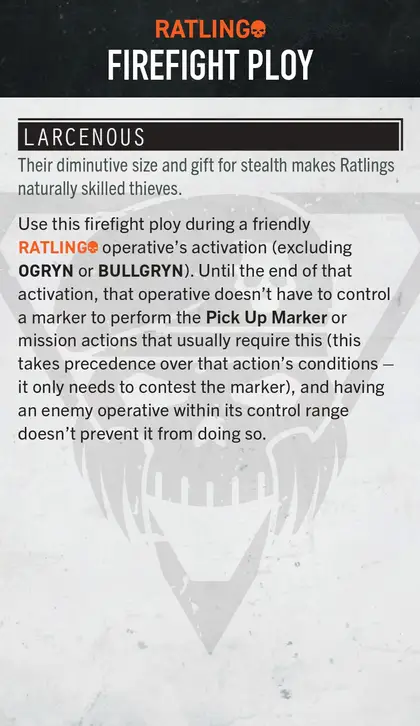 RATLING
FIREFIGHT PLOY
LARCENOUS
Their diminutive size and gift for stealth makes Ratlings
naturally skilled thieves.
Use this firefight ploy during a friendly
RATLING operative’s activation (excluding
OGRYN or BULLGRYN). Until the end of that
activation, that operative doesn’t have to control
a marker to perform the Pick Up Marker or
mission actions that usually require this (this
takes precedence over that action’s conditions –
it only needs to contest the marker), and having
an enemy operative within its control range
doesn’t prevent it from doing so.